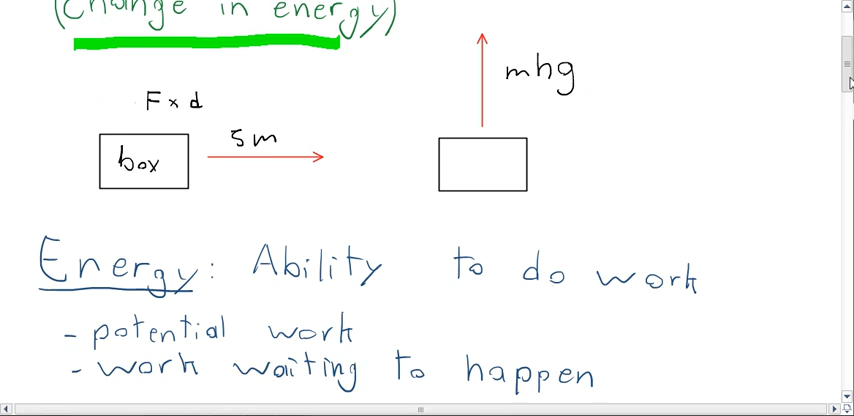 (Change in energy)
mhg
F x d
5m
box
Energy: Ability to do work
- potential work
- work waiting to happen